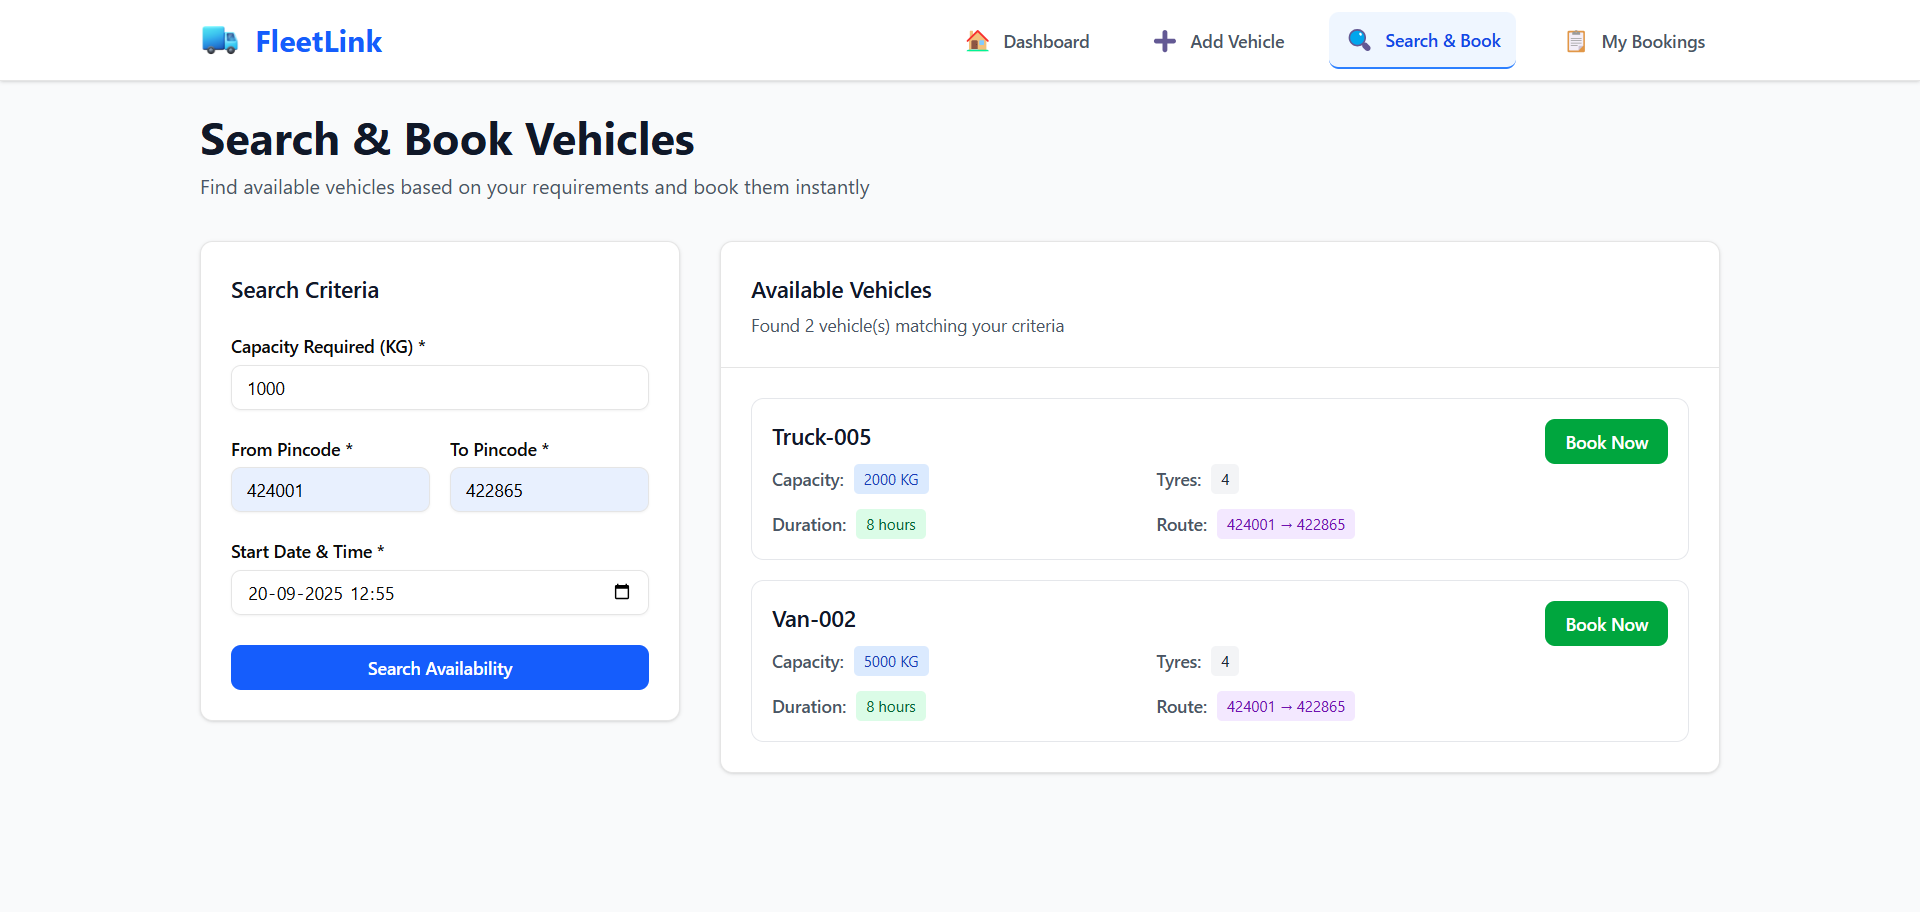 FleetLink
Dashboard
Add Vehicle
Search & Book
My Bookings
Search & Book Vehicles
Find available vehicles based on your requirements and book them instantly
Search Criteria
Capacity Required (KG) *
1000
From Pincode * To Pincode *
424001 422865
Start Date & Time *
20-09-2025 12:55
Search Availability
Available Vehicles
Found 2 vehicle(s) matching your criteria
Truck-005
Book Now
Capacity: 2000 KG Tyres: 4
Duration: 8 hours Route: 424001 → 422865
Van-002
Book Now
Capacity: 5000 KG Tyres: 4
Duration: 8 hours Route: 424001 → 422865